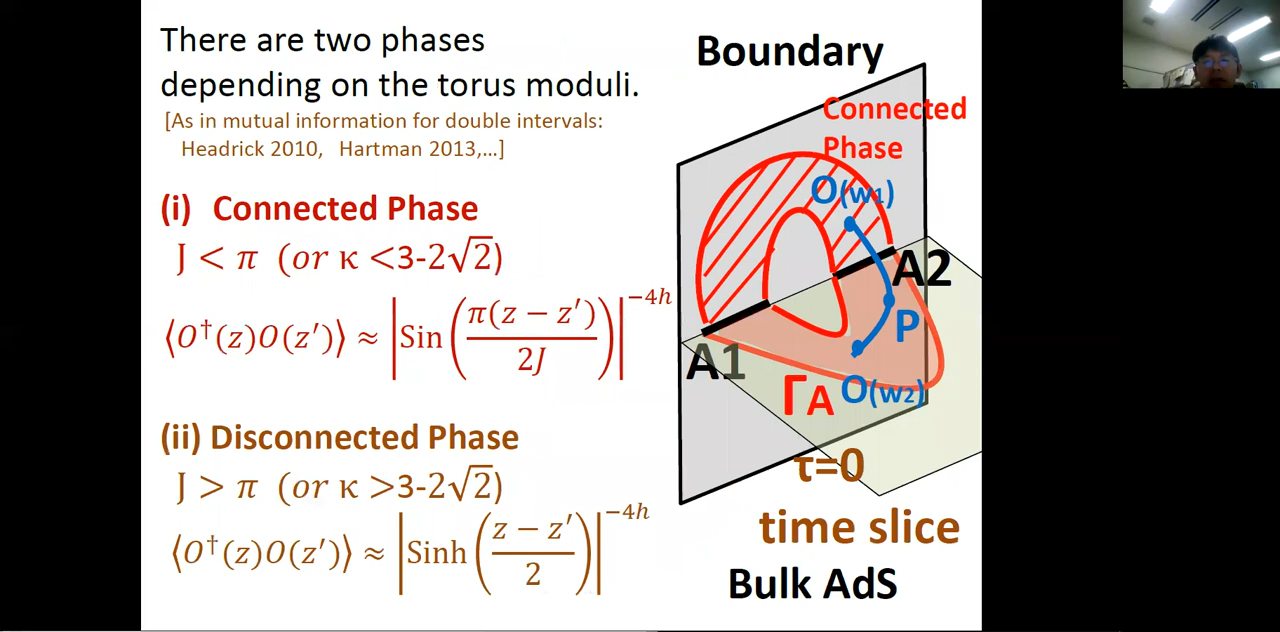 There are two phases
depending on the torus moduli.
[As in mutual information for double intervals:
Headrick 2010, Hartman 2013,...]
(i) Connected Phase
J < π (or κ <3-2√2)
⟨O†(z)O(z′)⟩ ≈ |Sin(π(z − z′)/2J)|^−4h
(ii) Disconnected Phase
J > π (or κ >3-2√2)
⟨O†(z)O(z′)⟩ ≈ |Sinh((z − z′)/2)|^−4h
Boundary
Connected
Phase
O(w1)
A2
P
A1
ΓA
O(w2)
τ=0
time slice
Bulk AdS